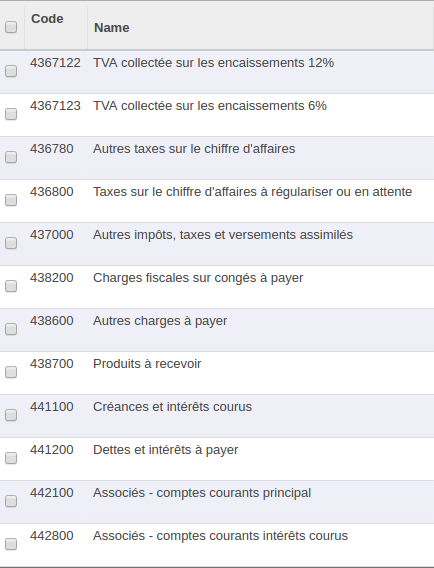 Code Name
4367122 TVA collectée sur les encaissements 12%
4367123 TVA collectée sur les encaissements 6%
436780 Autres taxes sur le chiffre d'affaires
436800 Taxes sur le chiffre d'affaires à régulariser ou en attente
437000 Autres impôts, taxes et versements assimilés
438200 Charges fiscales sur congés à payer
438600 Autres charges à payer
438700 Produits à recevoir
441100 Créances et intérêts courus
441200 Dettes et intérêts à payer
442100 Associés - comptes courants principal
442800 Associés - comptes courants intérêts courus